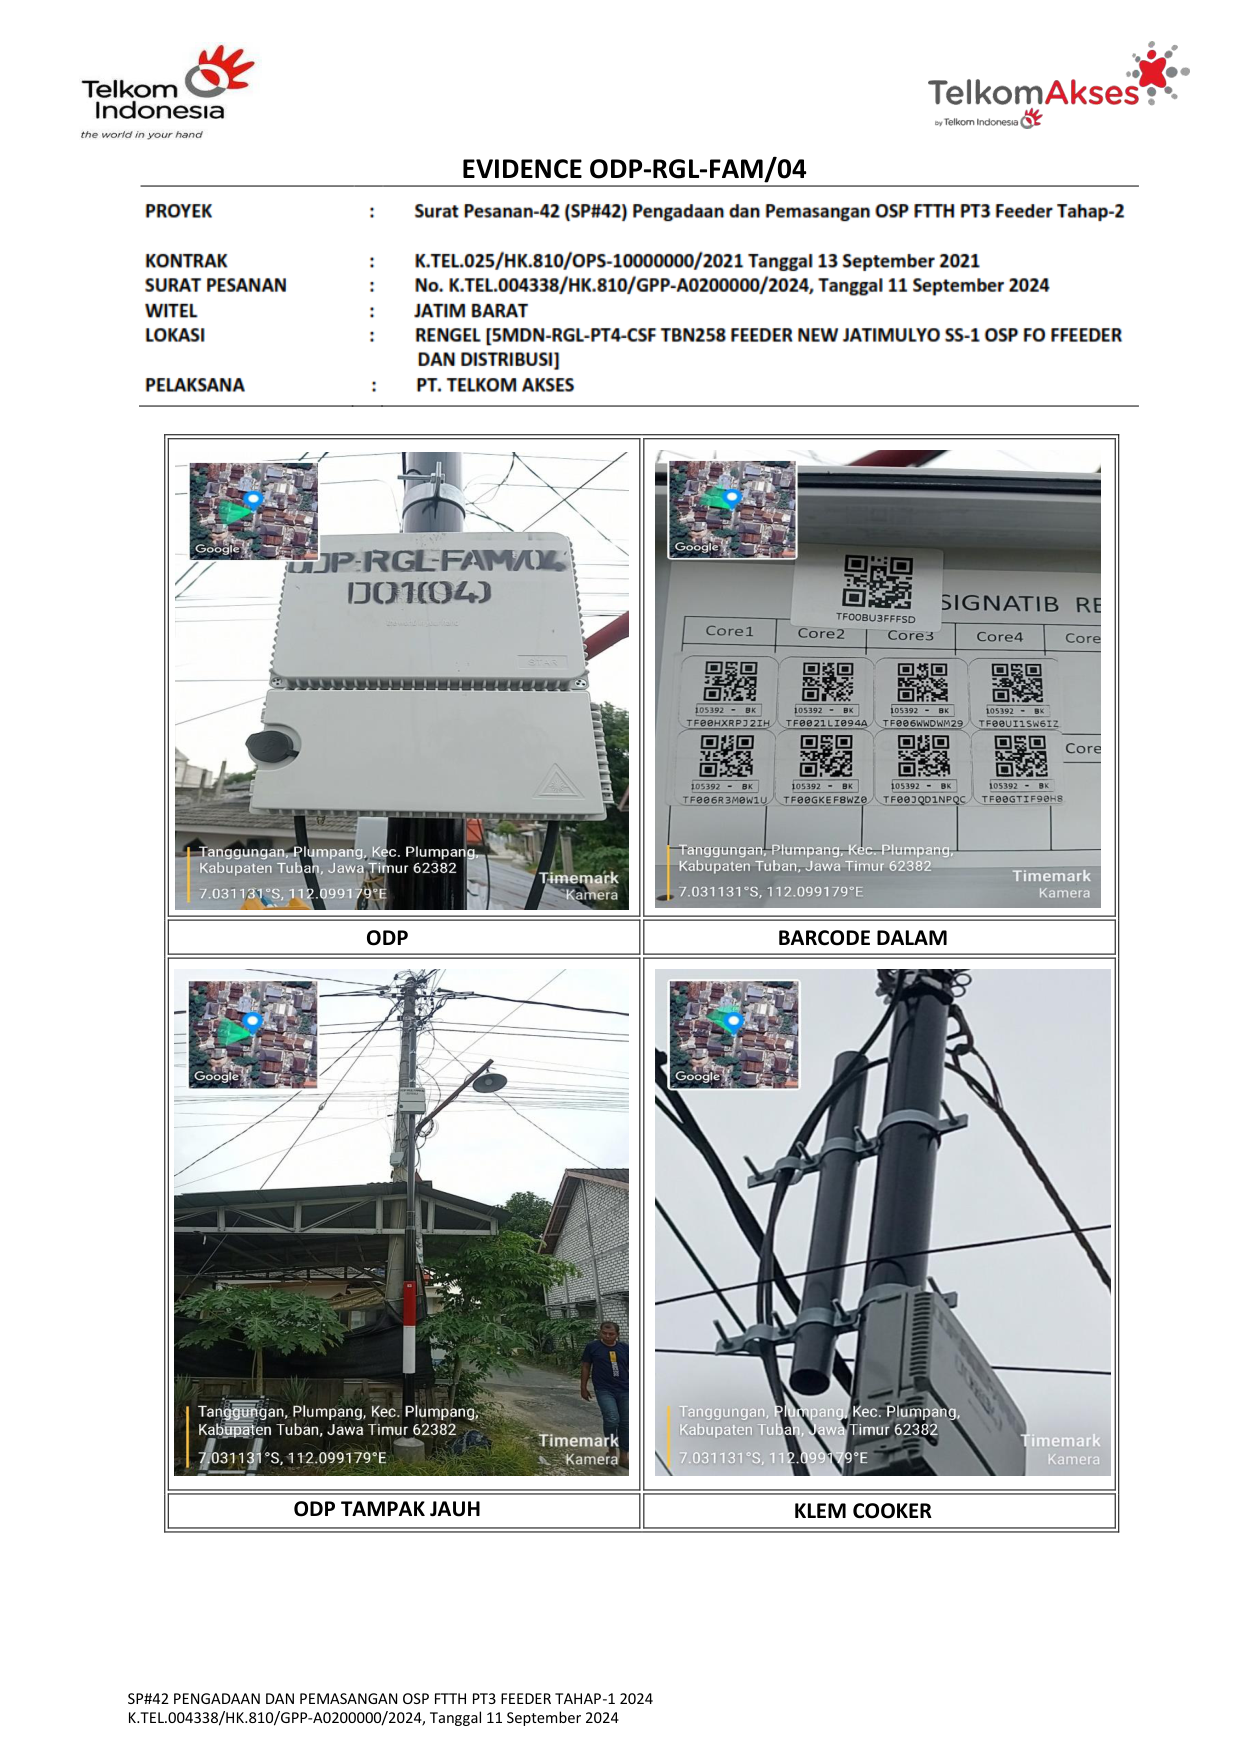 Telkom
Indonesia
the world in your hand
TelkomAkses
by Telkom Indonesia
EVIDENCE ODP-RGL-FAM/04
PROYEK : Surat Pesanan-42 (SP#42) Pengadaan dan Pemasangan OSP FTTH PT3 Feeder Tahap-2
KONTRAK : K.TEL.025/HK.810/OPS-10000000/2021 Tanggal 13 September 2021
SURAT PESANAN : No. K.TEL.004338/HK.810/GPP-A0200000/2024, Tanggal 11 September 2024
WITEL : JATIM BARAT
LOKASI : RENGEL [5MDN-RGL-PT4-CSF TBN258 FEEDER NEW JATIMULYO SS-1 OSP FO FFEEDER
DAN DISTRIBUSI]
PELAKSANA : PT. TELKOM AKSES
Google
ODP-RGL-FAM/04
D01(04)
STAR
Tanggungan, Plumpang, Kec. Plumpang,
Kabupaten Tuban, Jawa Timur 62382
7.031131°S, 112.099179°E
Timemark
Kamera
Google
TF00BU3FFFSD
SIGNATIB RE
Core1 Core2 Core3 Core4 Core
105392 - BK 105392 - BK 105392 - BK 105392 - BK
TF00HXRPJ2IH TF0021LI094A TF006WWDWM29 TF00UI1SW6IZ
Core
105392 - BK 105392 - BK 105392 - BK 105392 - BK
TF006R3M0W1U TF00GKEF8WZ0 TF00JQD1NPQC TF00GTIF90H8
Tanggungan, Plumpang, Kec. Plumpang,
Kabupaten Tuban, Jawa Timur 62382
7.031131°S, 112.099179°E
Timemark
Kamera
ODP
BARCODE DALAM
Google
Tanggungan, Plumpang, Kec. Plumpang,
Kabupaten Tuban, Jawa Timur 62382
7.031131°S, 112.099179°E
Timemark
Kamera
Google
Tanggungan, Plumpang, Kec. Plumpang,
Kabupaten Tuban, Jawa Timur 62382
7.031131°S, 112.099179°E
Timemark
Kamera
ODP TAMPAK JAUH
KLEM COOKER
SP#42 PENGADAAN DAN PEMASANGAN OSP FTTH PT3 FEEDER TAHAP-1 2024
K.TEL.004338/HK.810/GPP-A0200000/2024, Tanggal 11 September 2024